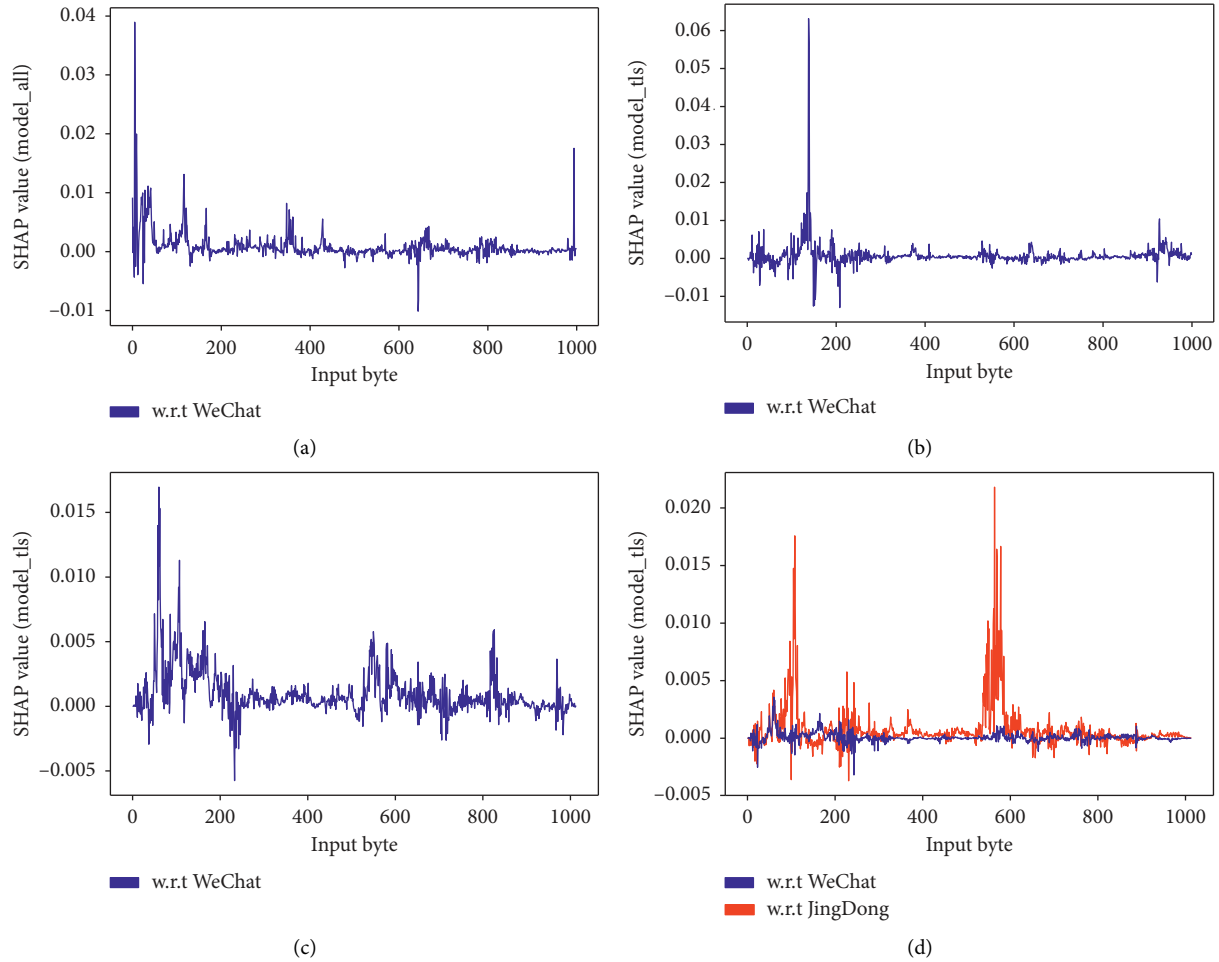 SHAP value (model_all)
0.04
0.03
0.02
0.01
0.00
−0.01
0 200 400 600 800 1000
Input byte
w.r.t WeChat
(a)
SHAP value (model_tls)
0.06
0.05
0.04
0.03
0.02
0.01
0.00
−0.01
0 200 400 600 800 1000
Input byte
w.r.t WeChat
(b)
SHAP value (model_tls)
0.015
0.010
0.005
0.000
−0.005
0 200 400 600 800 1000
Input byte
w.r.t WeChat
(c)
SHAP value (model_tls)
0.020
0.015
0.010
0.005
0.000
−0.005
0 200 400 600 800 1000
Input byte
w.r.t WeChat
w.r.t JingDong
(d)